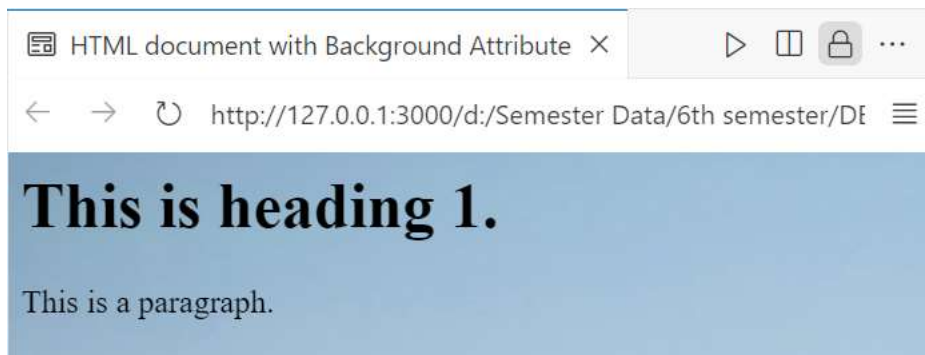 HTML document with Background Attribute
http://127.0.0.1:3000/d:/Semester Data/6th semester/DE
This is heading 1.
This is a paragraph.